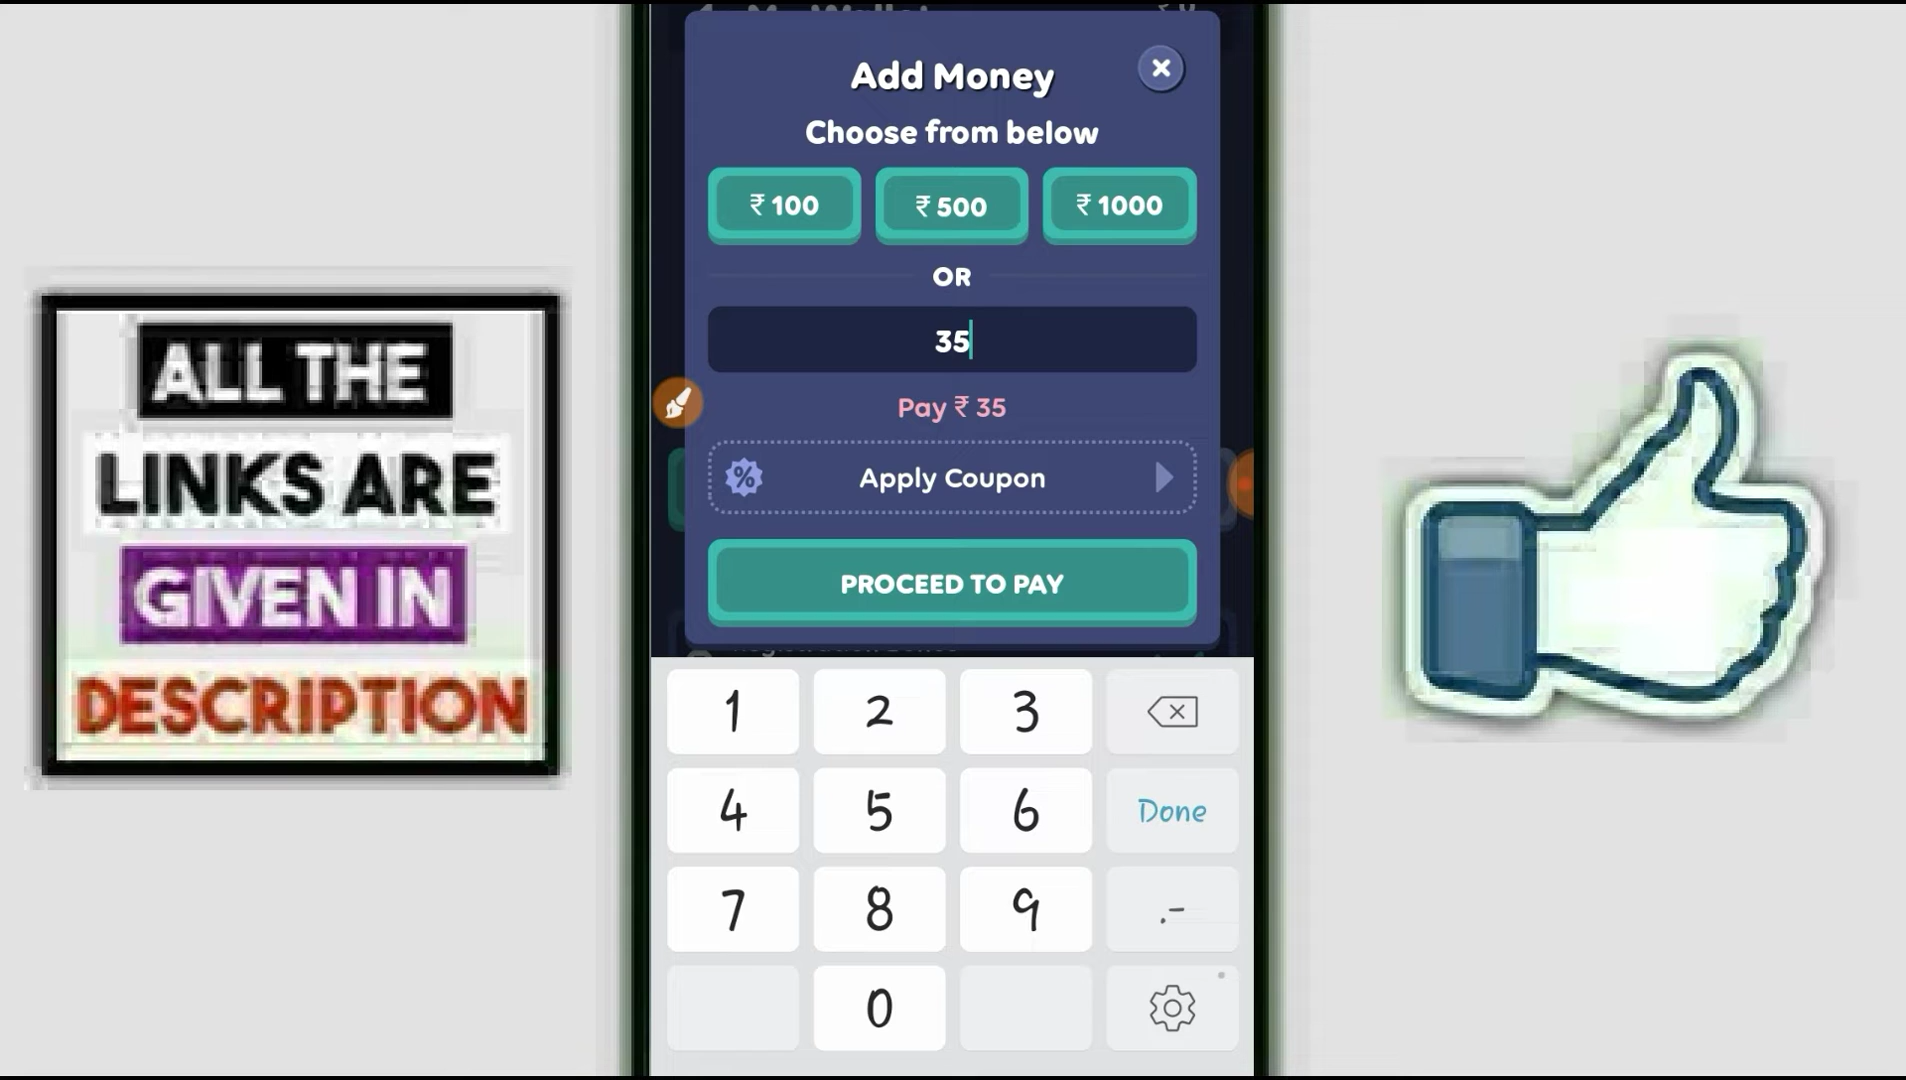 ALL THE
LINKS ARE
GIVEN IN
DESCRIPTION
Add Money
Choose from below
₹ 100
₹ 500
₹ 1000
OR
35
Pay ₹ 35
%
Apply Coupon
PROCEED TO PAY
1 2 3
4 5 6 Done
7 8 9 .-
0